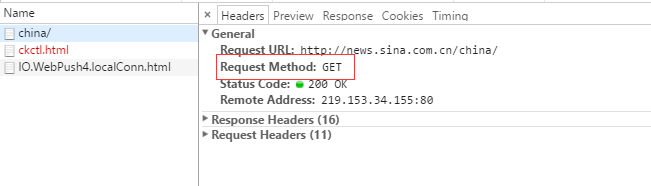 Name
china/
ckctl.html
IO.WebPush4.localConn.html
× Headers Preview Response Cookies Timing
▼ General
Request URL: http://news.sina.com.cn/china/
Request Method: GET
Status Code: 200 OK
Remote Address: 219.153.34.155:80
► Response Headers (16)
► Request Headers (11)